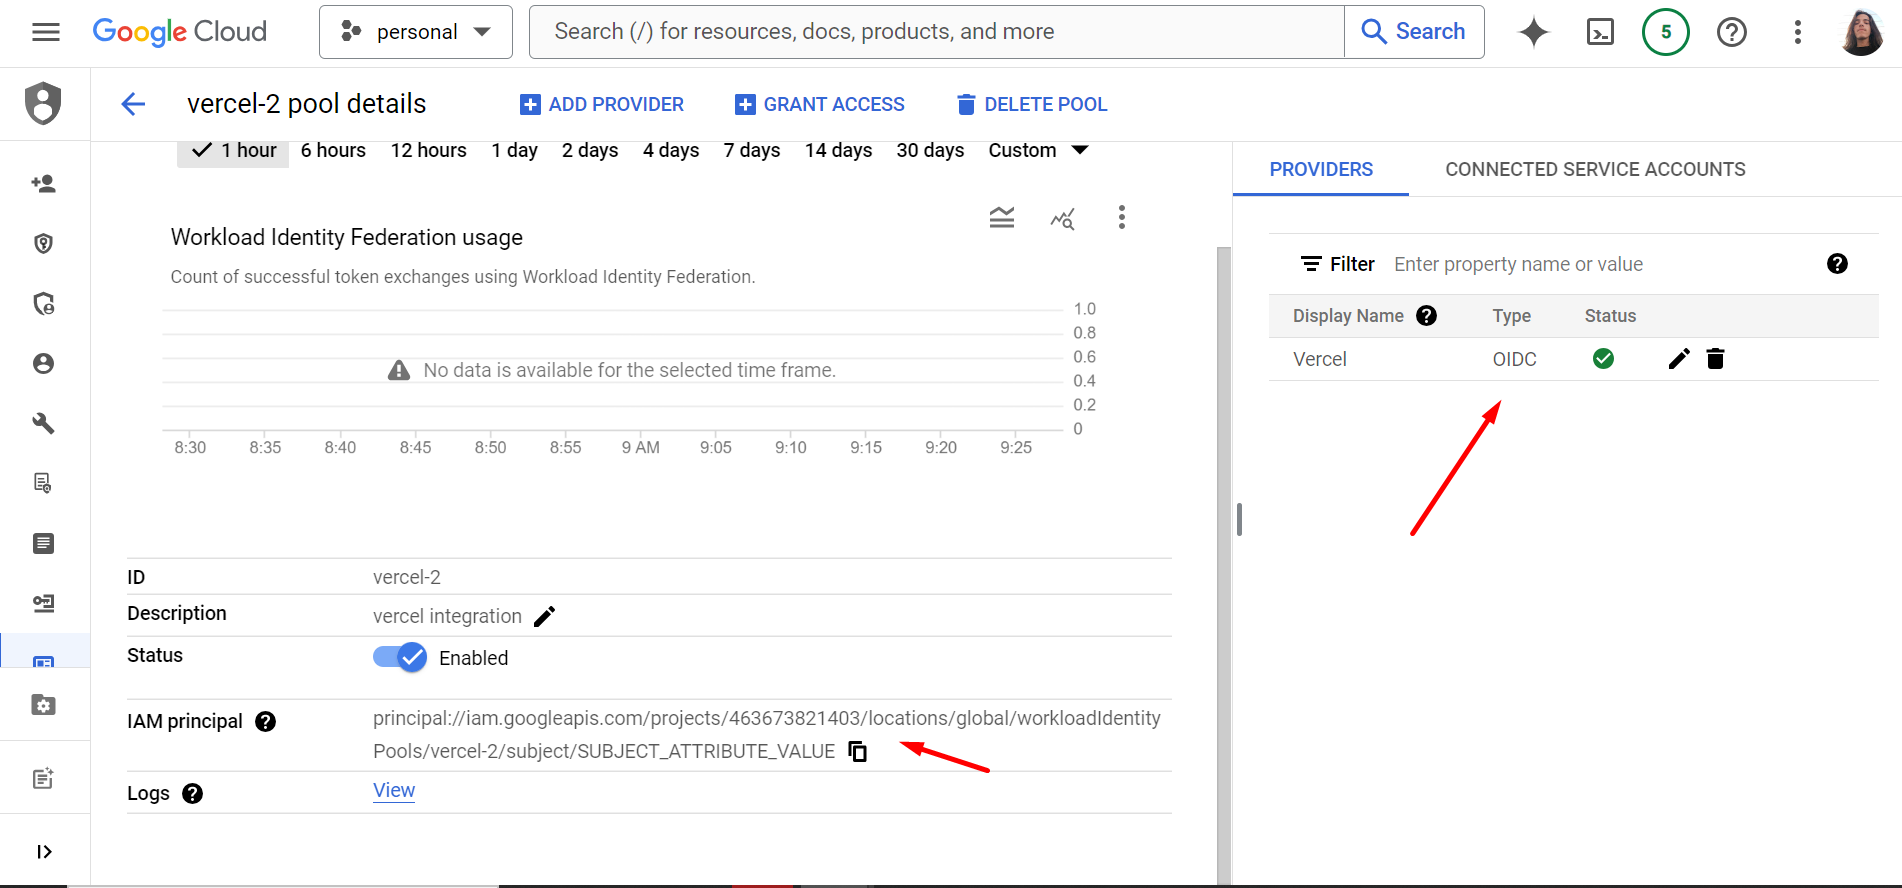 Google Cloud
personal
Search (/) for resources, docs, products, and more
Search
5
vercel-2 pool details
ADD PROVIDER
GRANT ACCESS
DELETE POOL
1 hour 6 hours 12 hours 1 day 2 days 4 days 7 days 14 days 30 days Custom
Workload Identity Federation usage
Count of successful token exchanges using Workload Identity Federation.
1.0
0.8
0.6
No data is available for the selected time frame.
0.4
0.2
0
8:30 8:35 8:40 8:45 8:50 8:55 9 AM 9:05 9:10 9:15 9:20 9:25
ID vercel-2
Description vercel integration
Status Enabled
IAM principal principal://iam.googleapis.com/projects/463673821403/locations/global/workloadIdentity
Pools/vercel-2/subject/SUBJECT_ATTRIBUTE_VALUE
Logs View
PROVIDERS CONNECTED SERVICE ACCOUNTS
Filter Enter property name or value
Display Name Type Status
Vercel OIDC